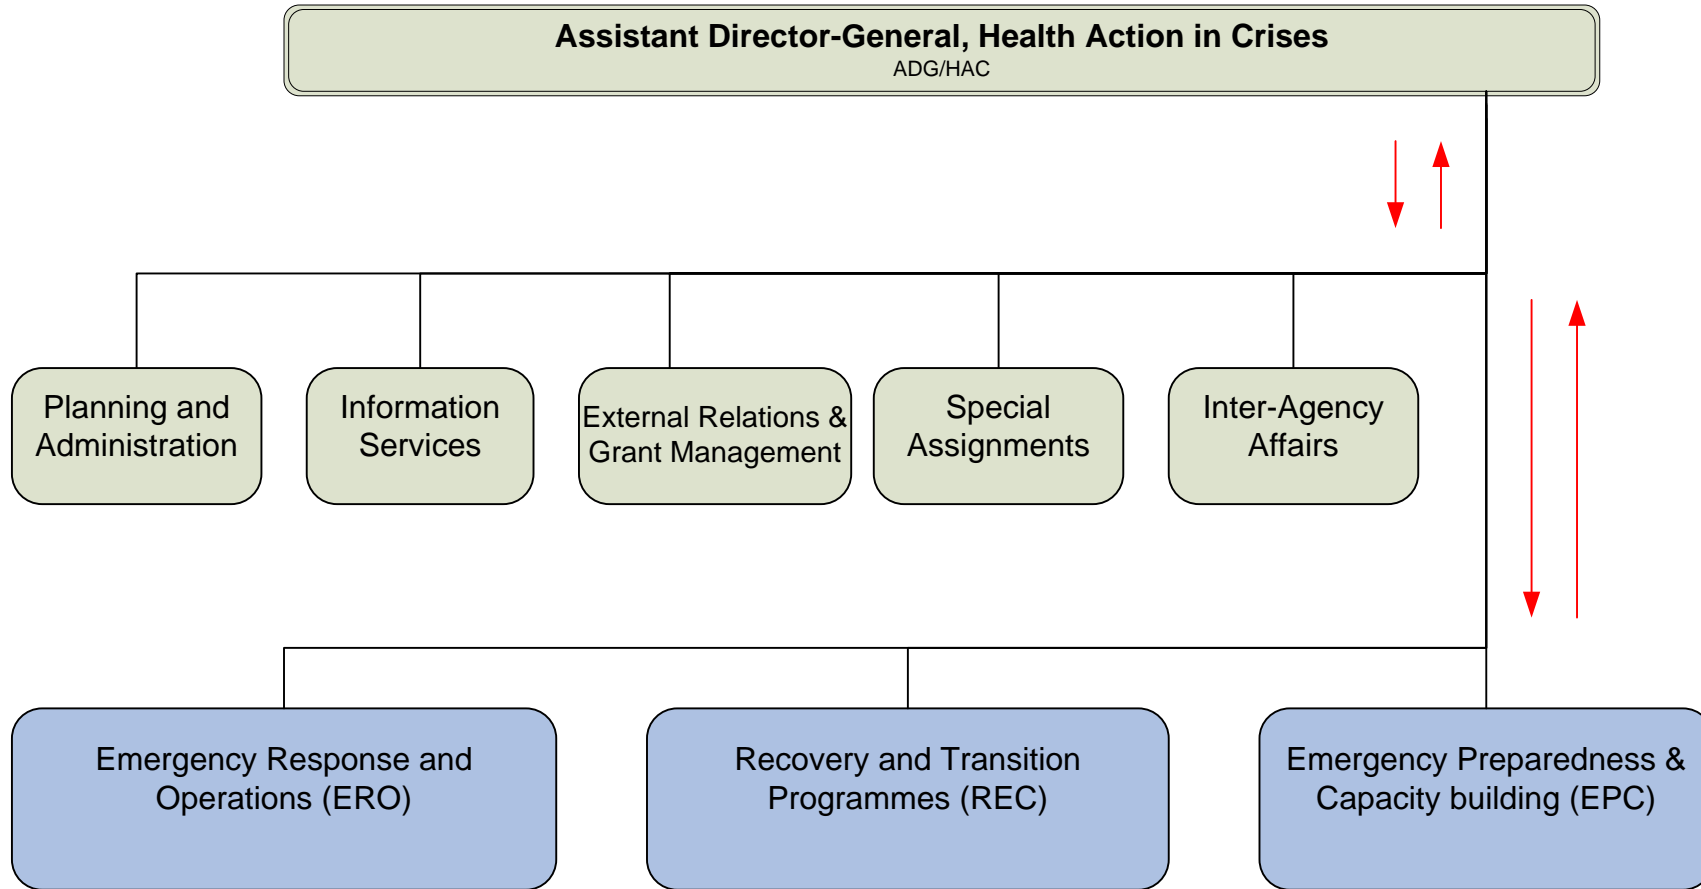 Assistant Director-General, Health Action in Crises
ADG/HAC
Planning and
Administration
Information
Services
External Relations &
Grant Management
Special
Assignments
Inter-Agency
Affairs
Emergency Response and
Operations (ERO)
Recovery and Transition
Programmes (REC)
Emergency Preparedness &
Capacity building (EPC)